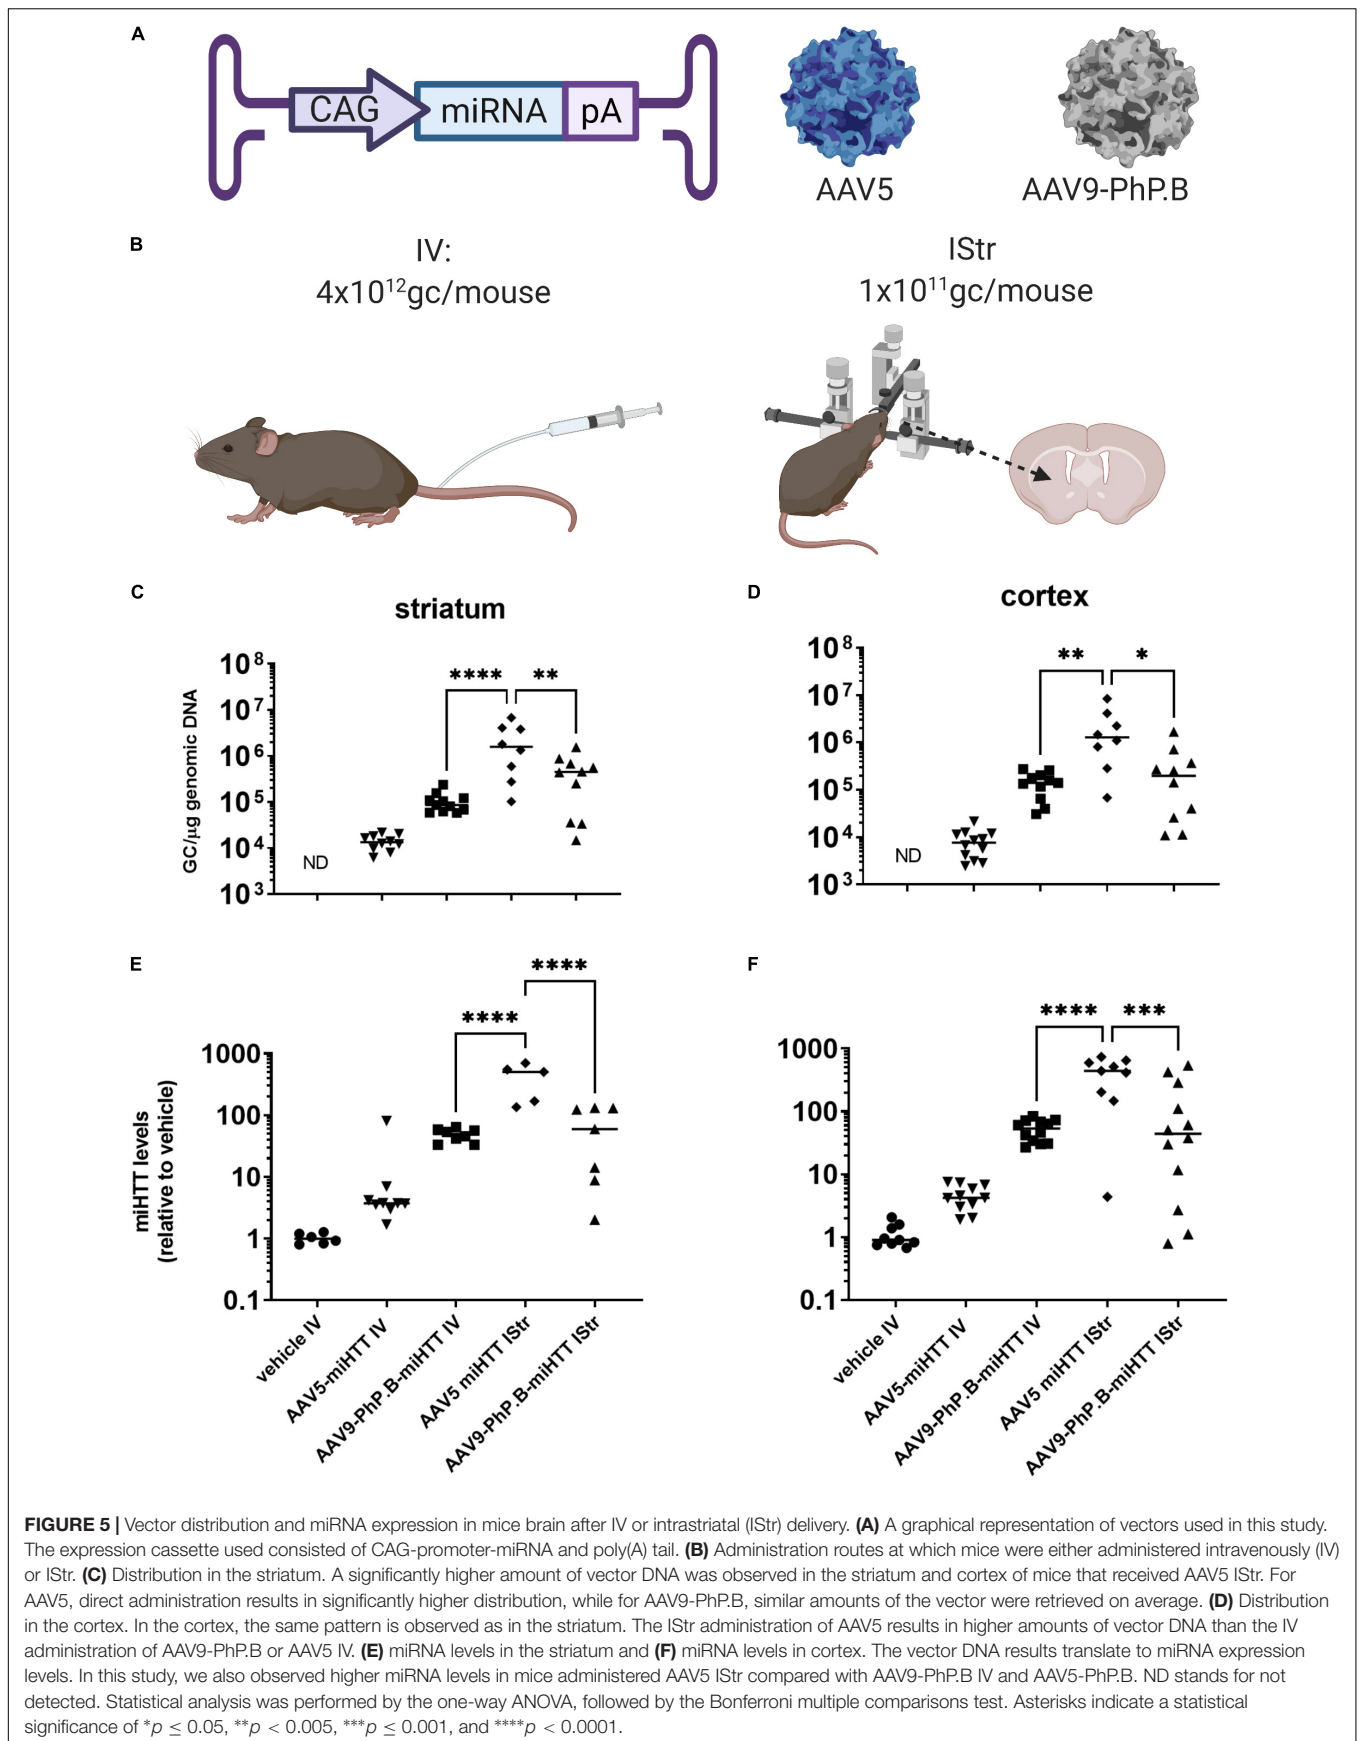 A
CAG miRNA pA
AAV5
AAV9-PhP.B
B
IV:
4x10¹²gc/mouse
IStr
1x10¹¹gc/mouse
C
striatum
GC/µg genomic DNA
10⁸
10⁷
10⁶
10⁵
10⁴
10³
ND
****
**
D
cortex
10⁸
10⁷
10⁶
10⁵
10⁴
10³
ND
**
*
E
miHTT levels
(relative to vehicle)
1000
100
10
1
0.1
****
****
vehicle IV
AAV5-miHTT IV
AAV9-PhP.B-miHTT IV
AAV5 miHTT IStr
AAV9-PhP.B-miHTT IStr
F
1000
100
10
1
0.1
****
***
vehicle IV
AAV5-miHTT IV
AAV9-PhP.B-miHTT IV
AAV5 miHTT IStr
AAV9-PhP.B-miHTT IStr
FIGURE 5 | Vector distribution and miRNA expression in mice brain after IV or intrastriatal (IStr) delivery. (A) A graphical representation of vectors used in this study.
The expression cassette used consisted of CAG-promoter-miRNA and poly(A) tail. (B) Administration routes at which mice were either administered intravenously (IV)
or IStr. (C) Distribution in the striatum. A significantly higher amount of vector DNA was observed in the striatum and cortex of mice that received AAV5 IStr. For
AAV5, direct administration results in significantly higher distribution, while for AAV9-PhP.B, similar amounts of the vector were retrieved on average. (D) Distribution
in the cortex. In the cortex, the same pattern is observed as in the striatum. The IStr administration of AAV5 results in higher amounts of vector DNA than the IV
administration of AAV9-PhP.B or AAV5 IV. (E) miRNA levels in the striatum and (F) miRNA levels in cortex. The vector DNA results translate to miRNA expression
levels. In this study, we also observed higher miRNA levels in mice administered AAV5 IStr compared with AAV9-PhP.B IV and AAV5-PhP.B. ND stands for not
detected. Statistical analysis was performed by the one-way ANOVA, followed by the Bonferroni multiple comparisons test. Asterisks indicate a statistical
significance of *p ≤ 0.05, **p < 0.005, ***p ≤ 0.001, and ****p < 0.0001.